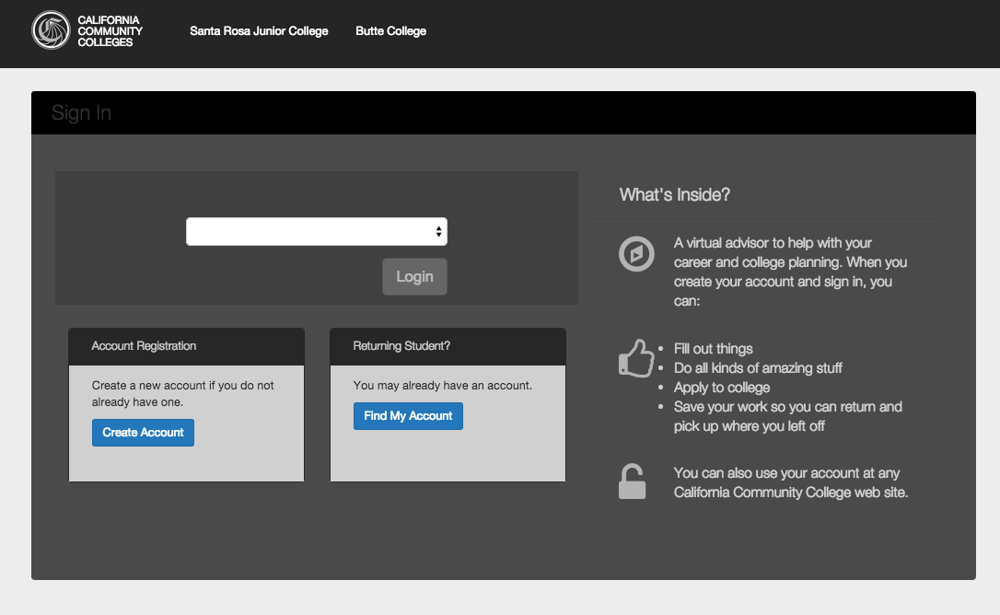 CALIFORNIA
COMMUNITY
COLLEGES
Santa Rosa Junior College Butte College
Sign In
Login
Account Registration
Create a new account if you do not
already have one.
Create Account
Returning Student?
You may already have an account.
Find My Account
What's Inside?
A virtual advisor to help with your
career and college planning. When you
create your account and sign in, you
can:
• Fill out things
• Do all kinds of amazing stuff
• Apply to college
• Save your work so you can return and
pick up where you left off
You can also use your account at any
California Community College web site.